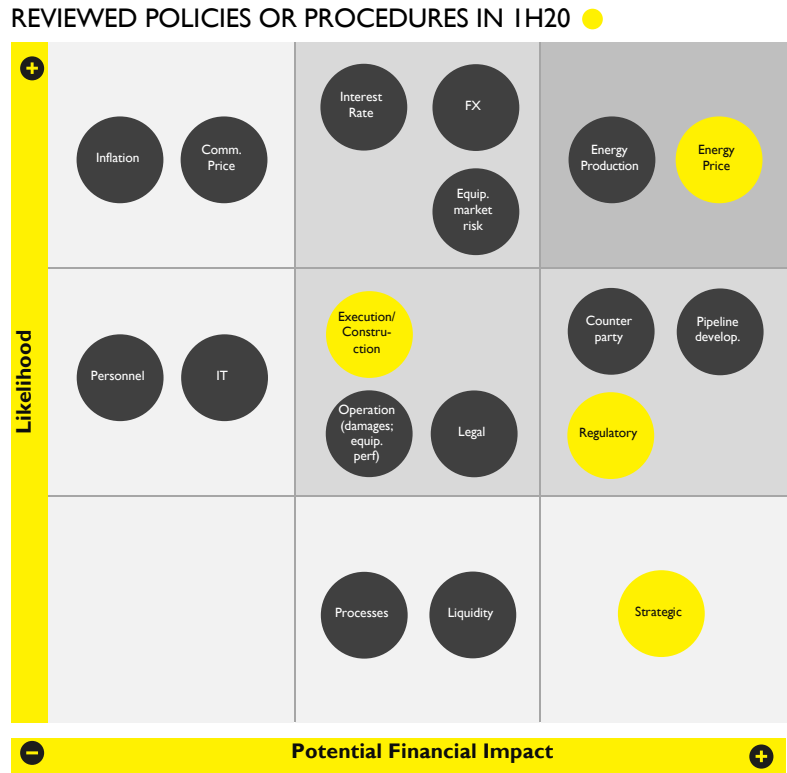 REVIEWED POLICIES OR PROCEDURES IN 1H20
Inflation
Comm.
Price
Interest
Rate
FX
Equip.
market
risk
Energy
Production
Energy
Price
Likelihood
Personnel
IT
Execution/
Constru-
ction
Operation
(damages;
equip.
perf)
Legal
Counter
party
Pipeline
develop.
Regulatory
Processes
Liquidity
Strategic
Potential Financial Impact